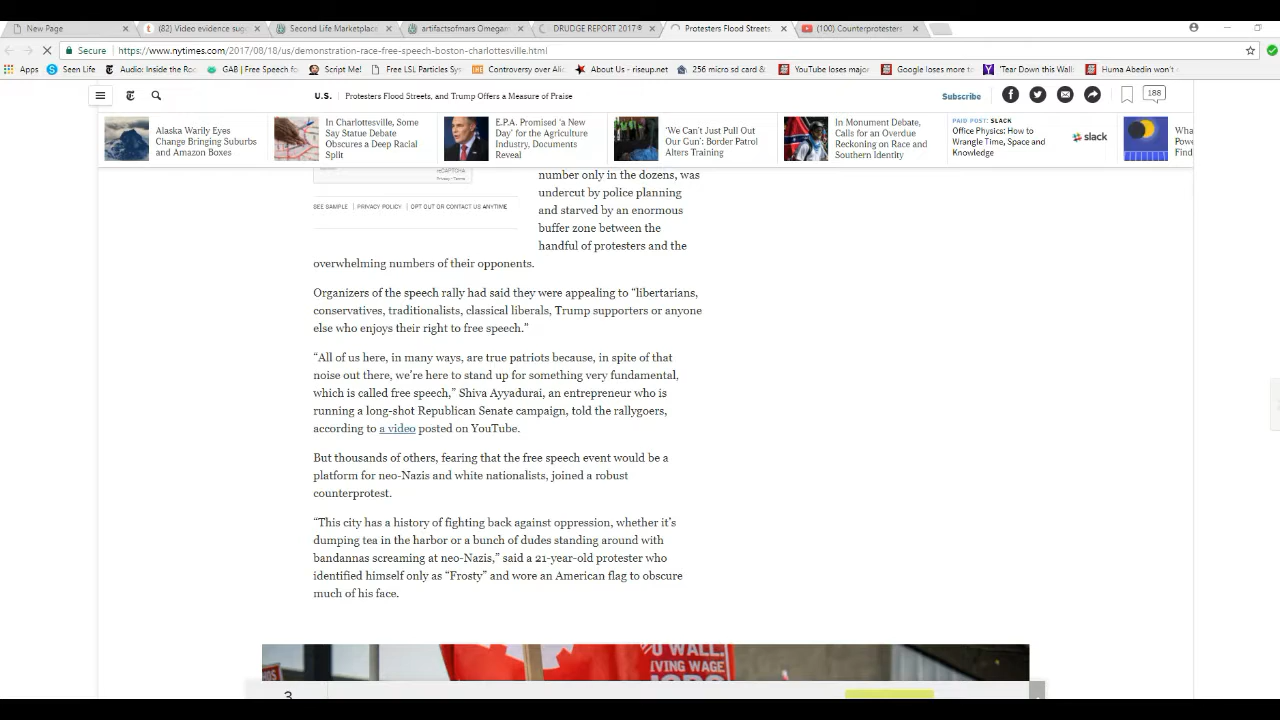 New Page
(82) Video evidence sug
Second Life Marketplace
artifactsofmars Omegam
DRUDGE REPORT 2017®
Protesters Flood Streets,
(100) Counterprotesters
Secure
https://www.nytimes.com/2017/08/18/us/demonstration-race-free-speech-boston-charlottesville.html
Apps
Seen Life
Audio: Inside the Ro
GAB | Free Speech fo
Script Me!
Free LSL Particles Sys
Controversy over Alic
About Us - riseup.net
256 micro sd card &
YouTube loses major
Google loses more to
'Tear Down this Wall
Huma Abedin won't
U.S.
Protesters Flood Streets, and Trump Offers a Measure of Praise
Subscribe
188
Alaska Warily Eyes
Change Bringing Suburbs
and Amazon Boxes
In Charlottesville, Some
Say Statue Debate
Obscures a Deep Racial
Split
E.P.A. Promised ‘a New
Day’ for the Agriculture
Industry, Documents
Reveal
‘We Can’t Just Pull Out
Our Gun’: Border Patrol
Alters Training
In Monument Debate,
Calls for an Overdue
Reckoning on Race and
Southern Identity
PAID POST: SLACK
Office Physics: How to
Wrangle Time, Space and
Knowledge
slack
Wha
Powe
Find
reCAPTCHA
Privacy - Terms
SEE SAMPLE | PRIVACY POLICY | OPT OUT OR CONTACT US ANYTIME
number only in the dozens, was
undercut by police planning
and starved by an enormous
buffer zone between the
handful of protesters and the
overwhelming numbers of their opponents.
Organizers of the speech rally had said they were appealing to “libertarians,
conservatives, traditionalists, classical liberals, Trump supporters or anyone
else who enjoys their right to free speech.”
“All of us here, in many ways, are true patriots because, in spite of that
noise out there, we’re here to stand up for something very fundamental,
which is called free speech,” Shiva Ayyadurai, an entrepreneur who is
running a long-shot Republican Senate campaign, told the rallygoers,
according to a video posted on YouTube.
But thousands of others, fearing that the free speech event would be a
platform for neo-Nazis and white nationalists, joined a robust
counterprotest.
“This city has a history of fighting back against oppression, whether it’s
dumping tea in the harbor or a bunch of dudes standing around with
bandannas screaming at neo-Nazis,” said a 21-year-old protester who
identified himself only as “Frosty” and wore an American flag to obscure
much of his face.
WALL.
LIVING WAGE
JOBS
3